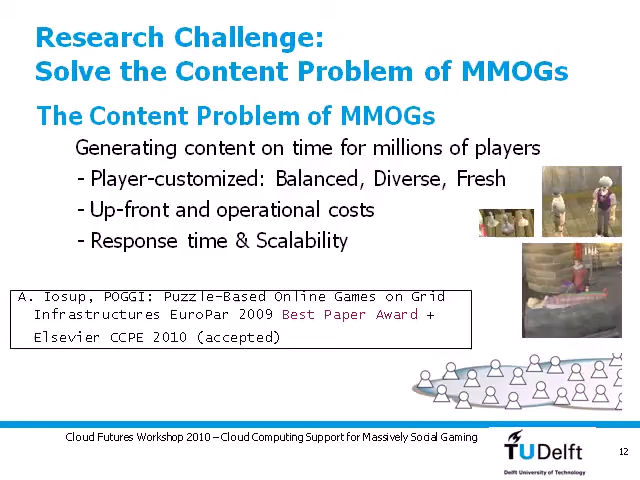 Research Challenge:
Solve the Content Problem of MMOGs
The Content Problem of MMOGs
Generating content on time for millions of players
- Player-customized: Balanced, Diverse, Fresh
- Up-front and operational costs
- Response time & Scalability
A. Iosup, POGGI: Puzzle-Based Online Games on Grid
Infrastructures EuroPar 2009 Best Paper Award +
Elsevier CCPE 2010 (accepted)
Cloud Futures Workshop 2010 – Cloud Computing Support for Massively Social Gaming
TUDelft
Delft University of Technology
12